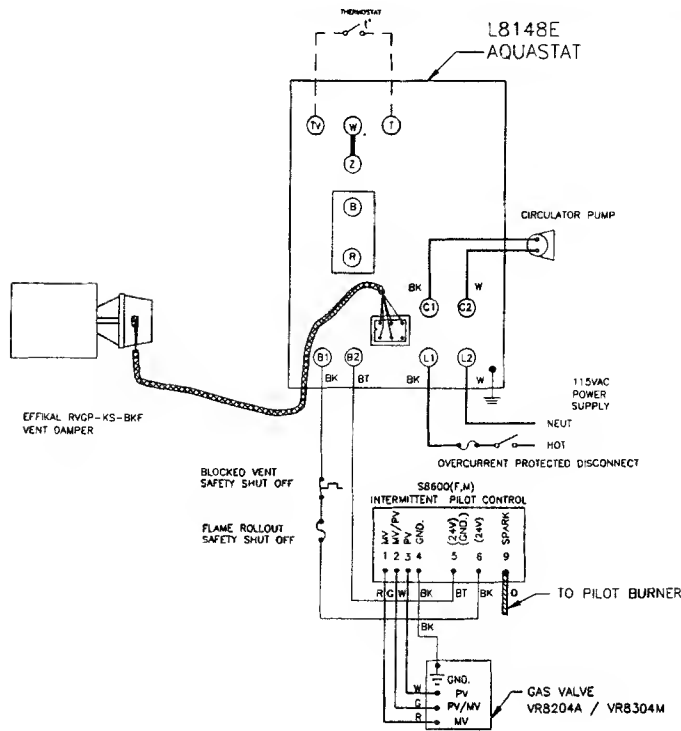 THERMOSTAT
L8148E
AQUASTAT
TV
W
T
Z
B
R
CIRCULATOR PUMP
BK
W
C1
C2
B1
B2
L1
L2
BK
BT
BK
W
115VAC
POWER
SUPPLY
NEUT
HOT
OVERCURRENT PROTECTED DISCONNECT
EFFIKAL RVGP-KS-BKF
VENT DAMPER
BLOCKED VENT
SAFETY SHUT OFF
FLAME ROLLOUT
SAFETY SHUT OFF
S8600(F,M)
INTERMITTENT PILOT CONTROL
MV
MV/PV
PV
GND.
(24V)
(GND.)
(24V)
SPARK
1 2 3 4 5 6 9
R G W BK BT BK O
TO PILOT BURNER
BK
GND.
W PV
G PV/MV
R MV
GAS VALVE
VR8204A / VR8304M